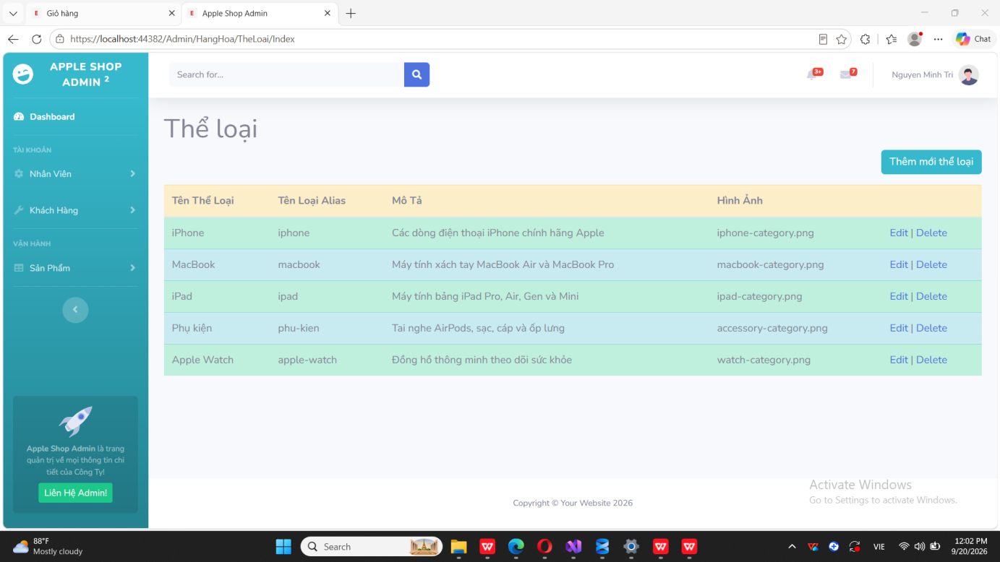 Giỏ hàng
Apple Shop Admin
https://localhost:44382/Admin/HangHoa/TheLoai/Index
Chat
APPLE SHOP
ADMIN 2
Dashboard
TÀI KHOẢN
Nhân Viên
Khách Hàng
VẬN HÀNH
Sản Phẩm
Apple Shop Admin là trang
quản trị về mọi thông tin chi
tiết của Công Ty!
Liên Hệ Admin!
Search for...
3+
7
Nguyen Minh Tri
Thể loại
Thêm mới thể loại
Tên Thể Loại Tên Loại Alias Mô Tả Hình Ảnh
iPhone iphone Các dòng điện thoại iPhone chính hãng Apple iphone-category.png Edit | Delete
MacBook macbook Máy tính xách tay MacBook Air và MacBook Pro macbook-category.png Edit | Delete
iPad ipad Máy tính bảng iPad Pro, Air, Gen và Mini ipad-category.png Edit | Delete
Phụ kiện phu-kien Tai nghe AirPods, sạc, cáp và ốp lưng accessory-category.png Edit | Delete
Apple Watch apple-watch Đồng hồ thông minh theo dõi sức khỏe watch-category.png Edit | Delete
Copyright © Your Website 2026
Activate Windows
Go to Settings to activate Windows.
88°F
Mostly cloudy
Search
VIE
12:02 PM
9/20/2026